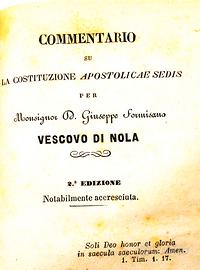 COMMENTARIO
SU
LA COSTITUZIONE APOSTOLICAE SEDIS
PER
Monsignor D. Giuseppe Formisano
VESCOVO DI NOLA
2.ª EDIZIONE
Notabilmente accresciuta.
Soli Deo honor et gloria
in saecula saeculorum: Amen.
1. Tim. 1. 17.